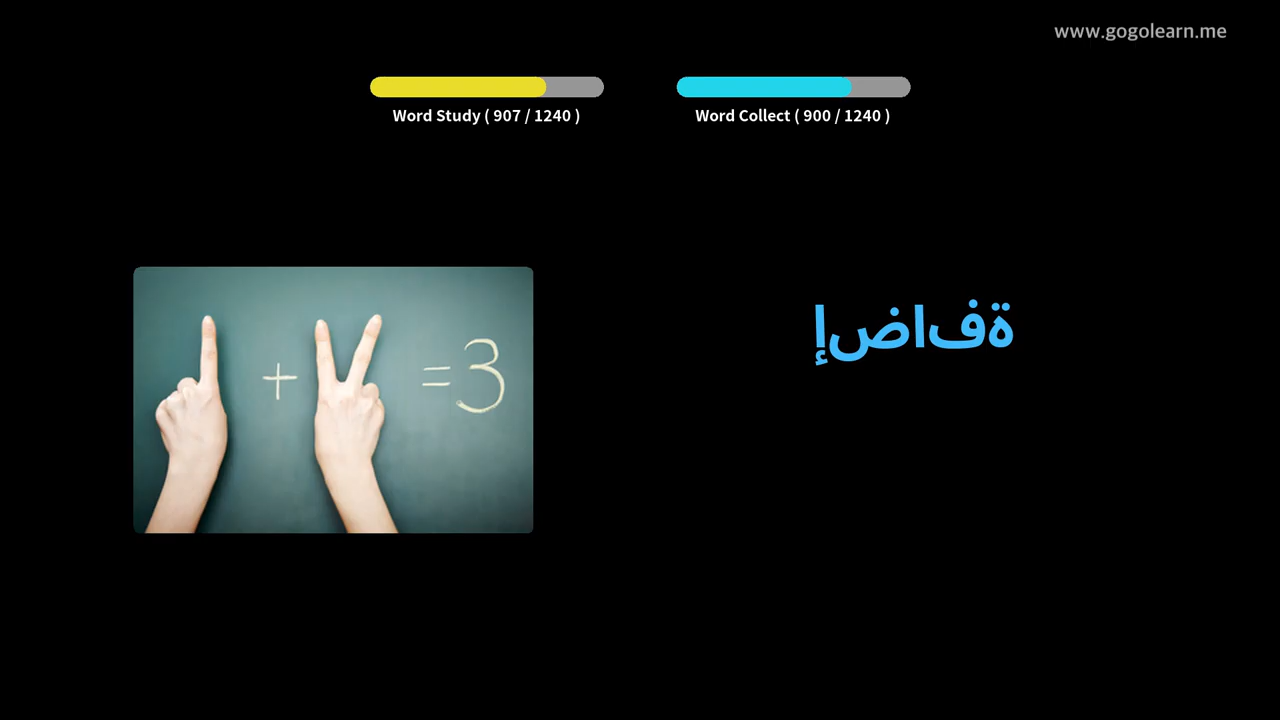 www.gogolearn.me
Word Study ( 907 / 1240 )
Word Collect ( 900 / 1240 )
+ =3
ةفاضإ